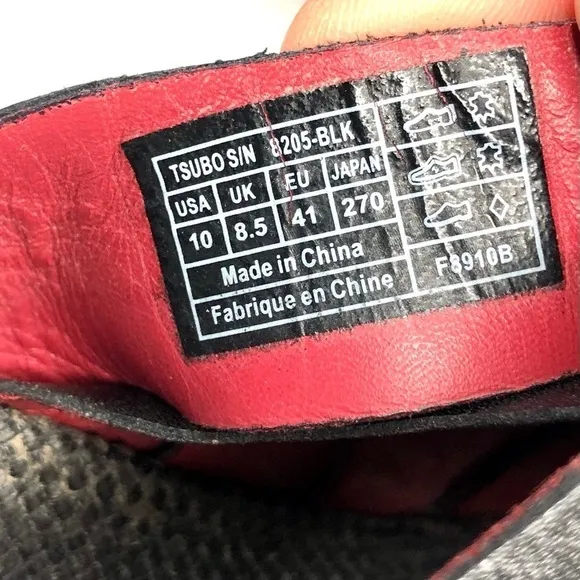 TSUBO SIN 8205-BLK
USA UK EU JAPAN
10 8.5 41 270
Made in China
Fabrique en Chine
F8910B